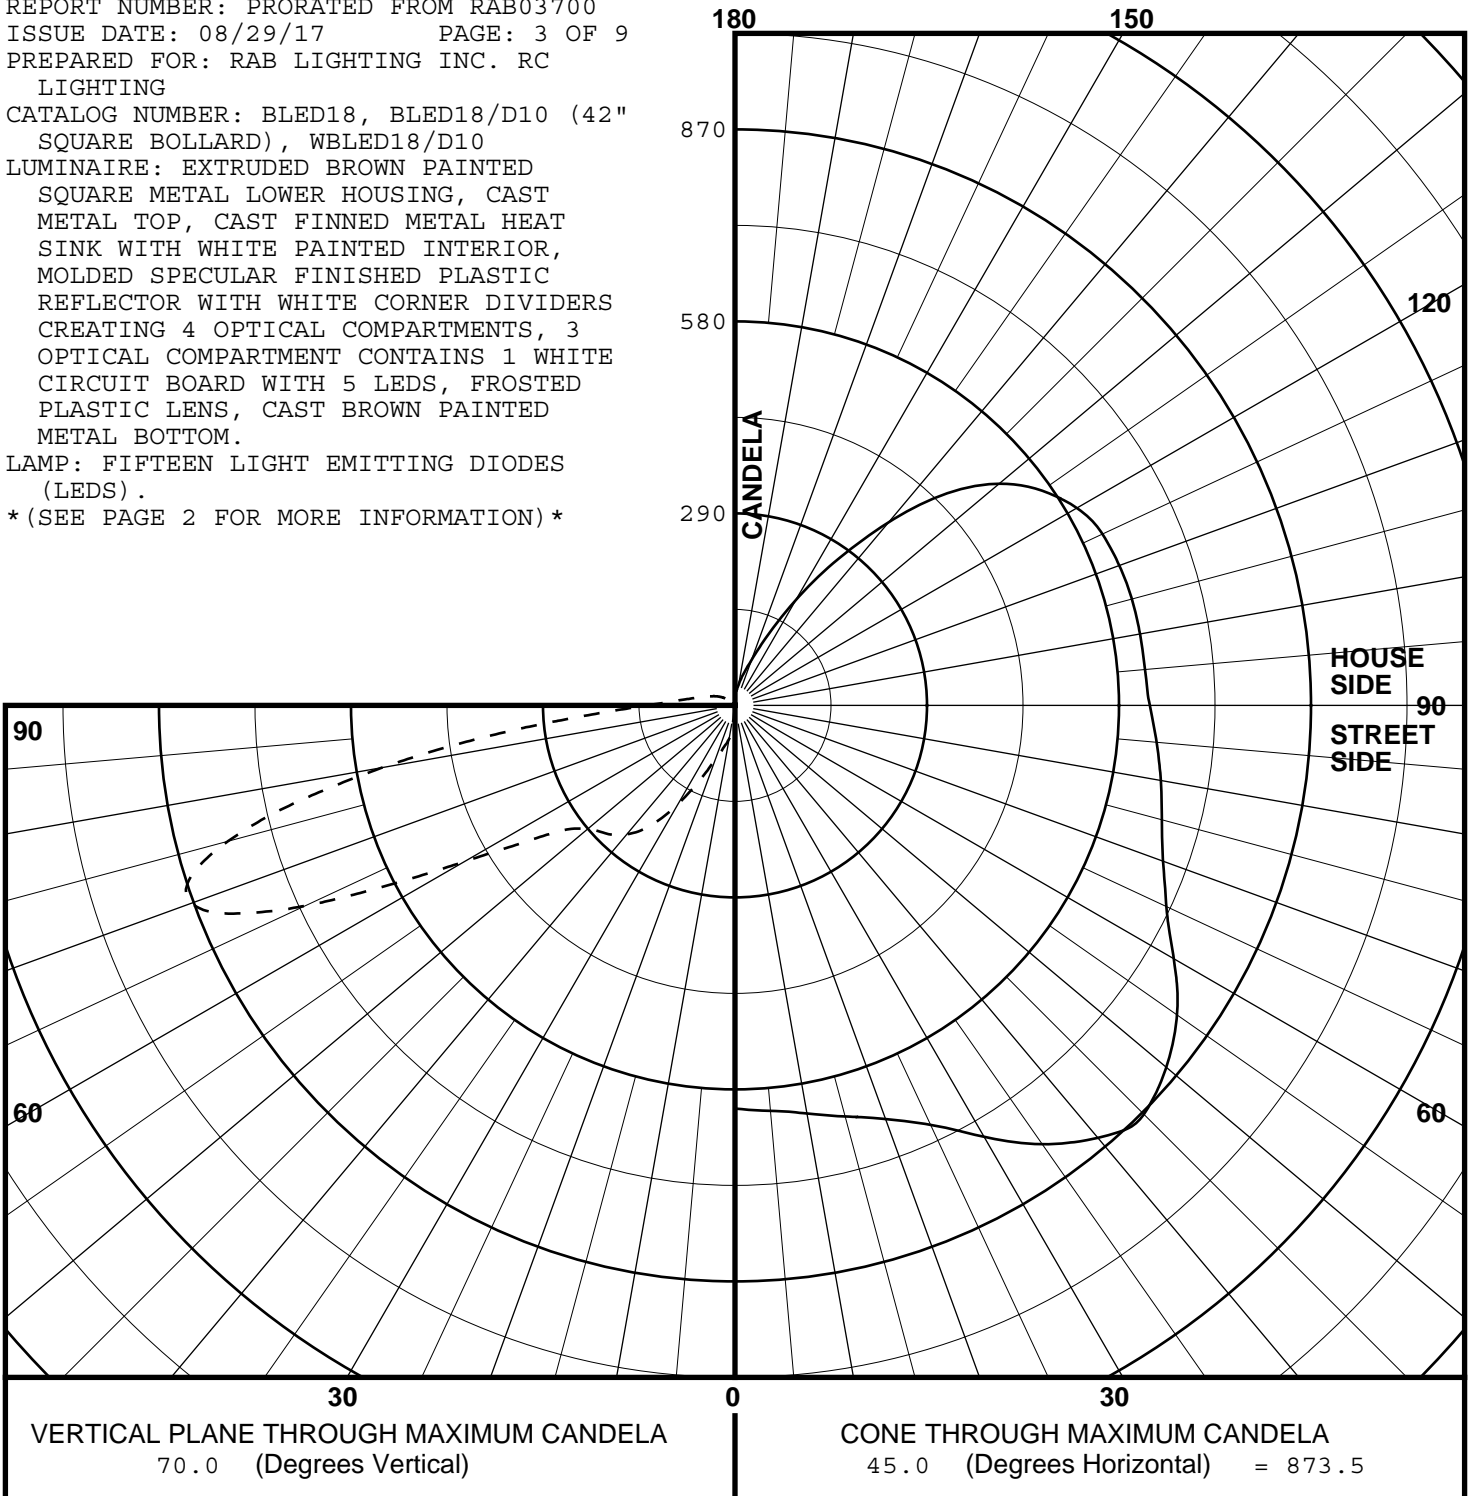 REPORT NUMBER: PRORATED FROM RAB03700
ISSUE DATE: 08/29/17 PAGE: 3 OF 9
PREPARED FOR: RAB LIGHTING INC. RC
LIGHTING
CATALOG NUMBER: BLED18, BLED18/D10 (42"
SQUARE BOLLARD), WBLED18/D10
LUMINAIRE: EXTRUDED BROWN PAINTED
SQUARE METAL LOWER HOUSING, CAST
METAL TOP, CAST FINNED METAL HEAT
SINK WITH WHITE PAINTED INTERIOR,
MOLDED SPECULAR FINISHED PLASTIC
REFLECTOR WITH WHITE CORNER DIVIDERS
CREATING 4 OPTICAL COMPARTMENTS, 3
OPTICAL COMPARTMENT CONTAINS 1 WHITE
CIRCUIT BOARD WITH 5 LEDS, FROSTED
PLASTIC LENS, CAST BROWN PAINTED
METAL BOTTOM.
LAMP: FIFTEEN LIGHT EMITTING DIODES
(LEDS).
*(SEE PAGE 2 FOR MORE INFORMATION)*
180
150
870
120
580
CANDELA
290
HOUSE
SIDE
90
90
STREET
SIDE
60
60
30
0
30
VERTICAL PLANE THROUGH MAXIMUM CANDELA
70.0 (Degrees Vertical)
CONE THROUGH MAXIMUM CANDELA
45.0 (Degrees Horizontal) = 873.5